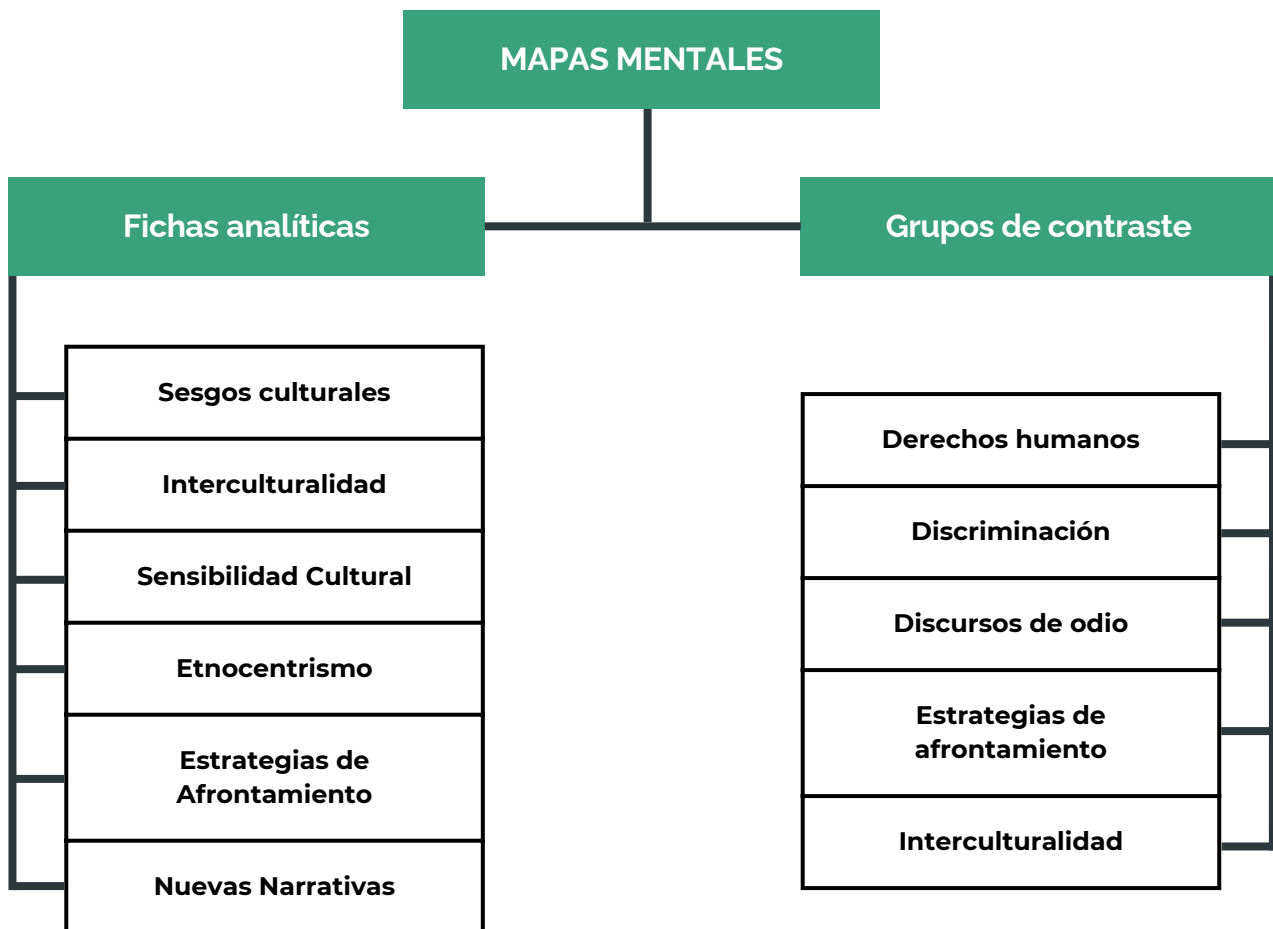 MAPAS MENTALES
Fichas analíticas
Grupos de contraste
Sesgos culturales
Interculturalidad
Sensibilidad Cultural
Etnocentrismo
Estrategias de
Afrontamiento
Nuevas Narrativas
Derechos humanos
Discriminación
Discursos de odio
Estrategias de
afrontamiento
Interculturalidad